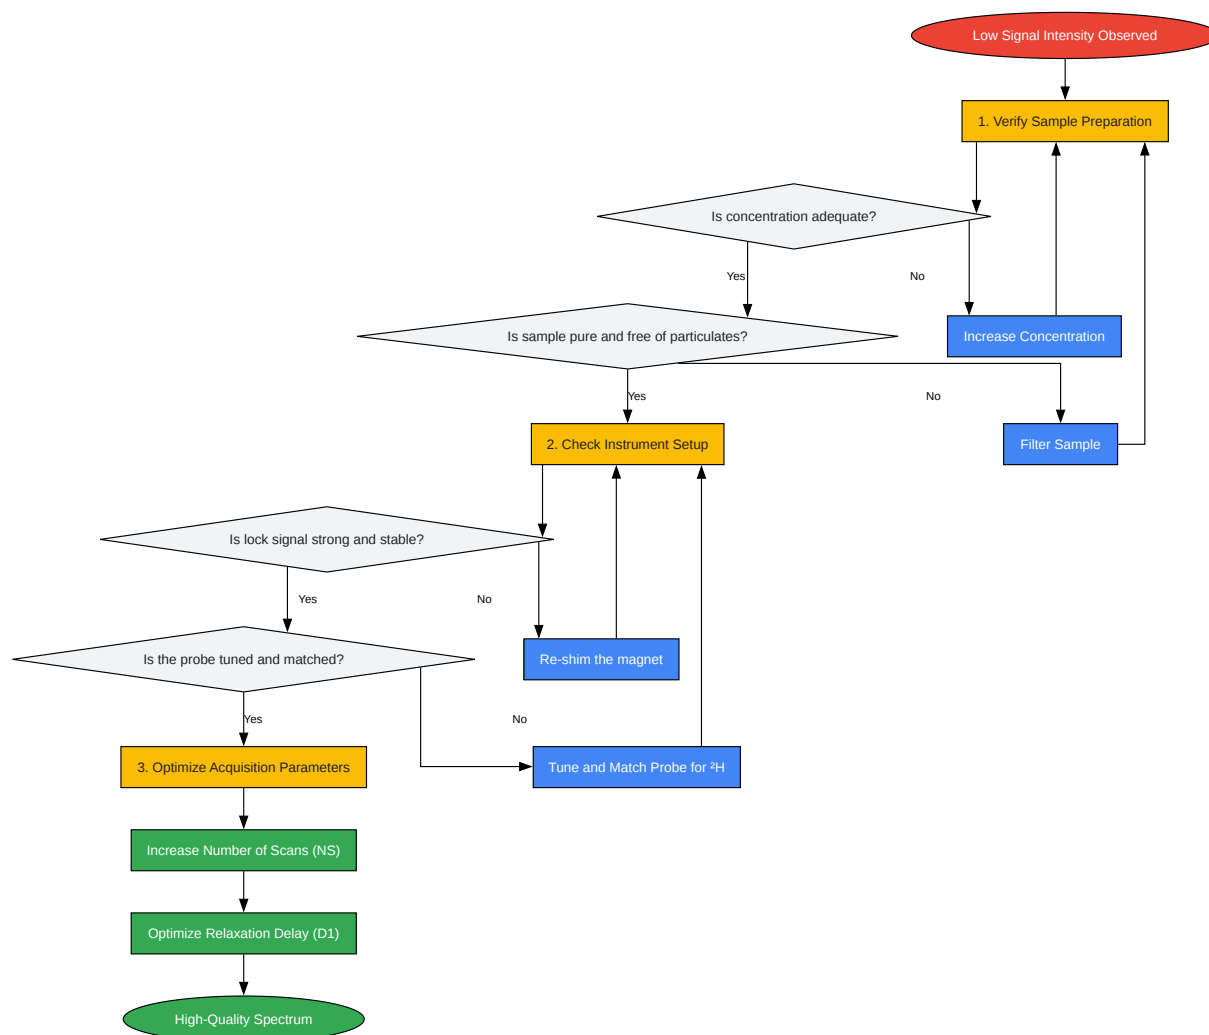 Low Signal Intensity Observed
1. Verify Sample Preparation
Is concentration adequate?
Yes
No
Is sample pure and free of particulates?
Increase Concentration
Yes
No
2. Check Instrument Setup
Filter Sample
Is lock signal strong and stable?
Yes
No
Is the probe tuned and matched?
Re-shim the magnet
Yes
No
3. Optimize Acquisition Parameters
Tune and Match Probe for ²H
Increase Number of Scans (NS)
Optimize Relaxation Delay (D1)
High-Quality Spectrum